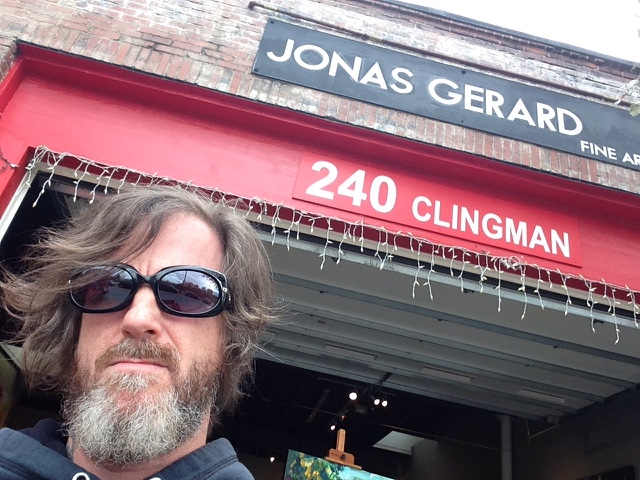 JONAS GERARD
FINE AR
240 CLINGMAN